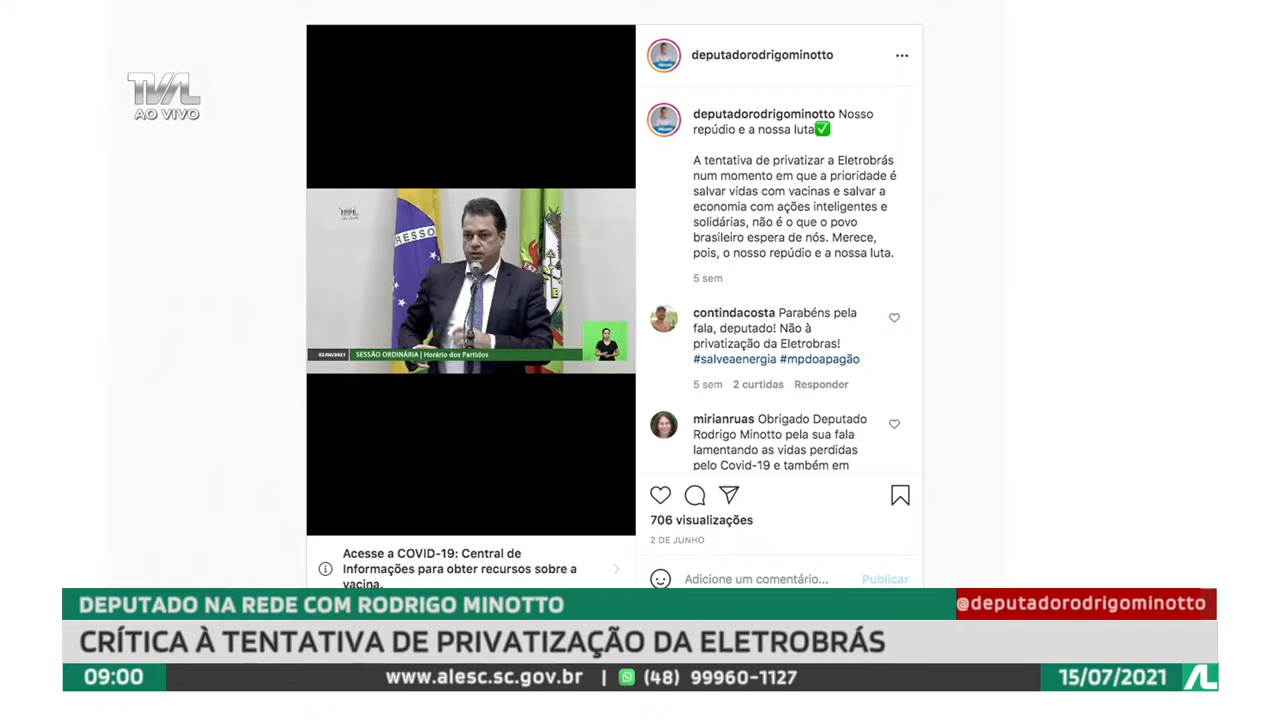 TVAL
AO VIVO
RESSO
02/06/2021
SESSÃO ORDINÁRIA | Horário dos Partidos
Acesse a COVID-19: Central de
Informações para obter recursos sobre a
vacina.
deputadorodrigominotto
deputadorodrigominotto Nosso
repúdio e a nossa luta✅
A tentativa de privatizar a Eletrobrás
num momento em que a prioridade é
salvar vidas com vacinas e salvar a
economia com ações inteligentes e
solidárias, não é o que o povo
brasileiro espera de nós. Merece,
pois, o nosso repúdio e a nossa luta.
5 sem
contindacosta Parabéns pela
fala, deputado! Não à
privatização da Eletrobras!
#salveaenergia #mpdoapagão
5 sem 2 curtidas Responder
mirianruas Obrigado Deputado
Rodrigo Minotto pela sua fala
lamentando as vidas perdidas
pelo Covid-19 e também em
706 visualizações
2 DE JUNHO
Adicione um comentário... Publicar
DEPUTADO NA REDE COM RODRIGO MINOTTO
@deputadorodrigominotto
CRÍTICA À TENTATIVA DE PRIVATIZAÇÃO DA ELETROBRÁS
09:00
www.alesc.sc.gov.br | (48) 99960-1127
15/07/2021